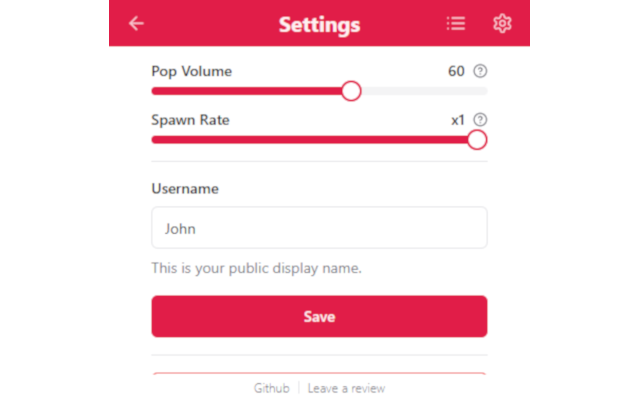 Settings
Pop Volume 60
Spawn Rate x1
Username
John
This is your public display name.
Save
Github Leave a review